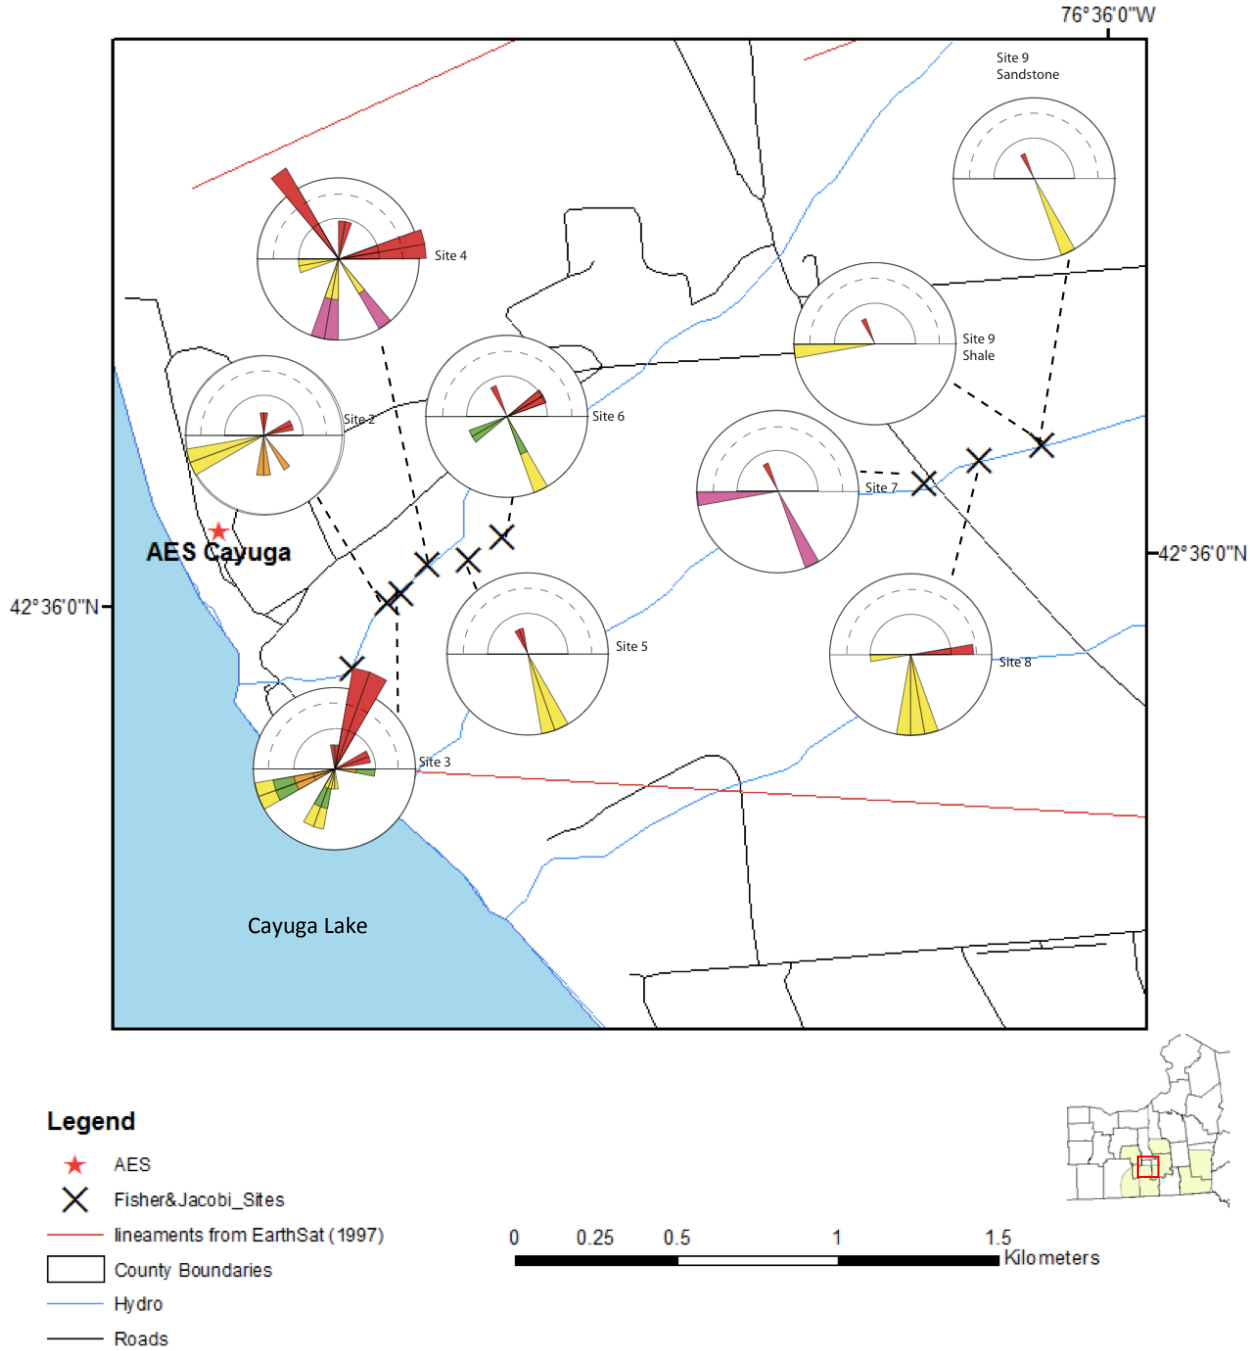 76°36'0"W
Site 9
Sandstone
Site 4
Site 9
Shale
Site 2
Site 6
Site 7
AES Cayuga
42°36'0"N
42°36'0"N
Site 5
Site 8
Site 3
Cayuga Lake
Legend
AES
Fisher&Jacobi_Sites
lineaments from EarthSat (1997)
County Boundaries
Hydro
Roads
0 0.25 0.5 1 1.5
Kilometers